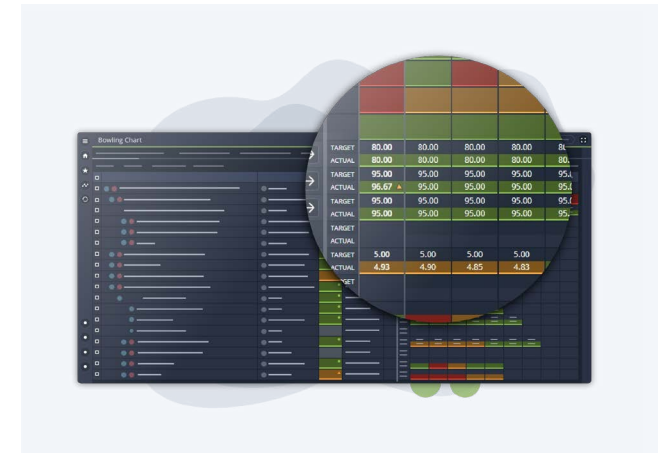 Bowling Chart
TARGET 80.00 80.00 80.00 80.00
ACTUAL 80.00 80.00 80.00 80.00 80.
TARGET 95.00 95.00 95.00 95.00
ACTUAL 96.67 95.00 95.00 95.00
TARGET 95.00 95.00 95.00 95.00
ACTUAL 95.00 95.00 95.00 95.00
TARGET
ACTUAL
TARGET 5.00 5.00 5.00 5.00
ACTUAL 4.93 4.90 4.85 4.83